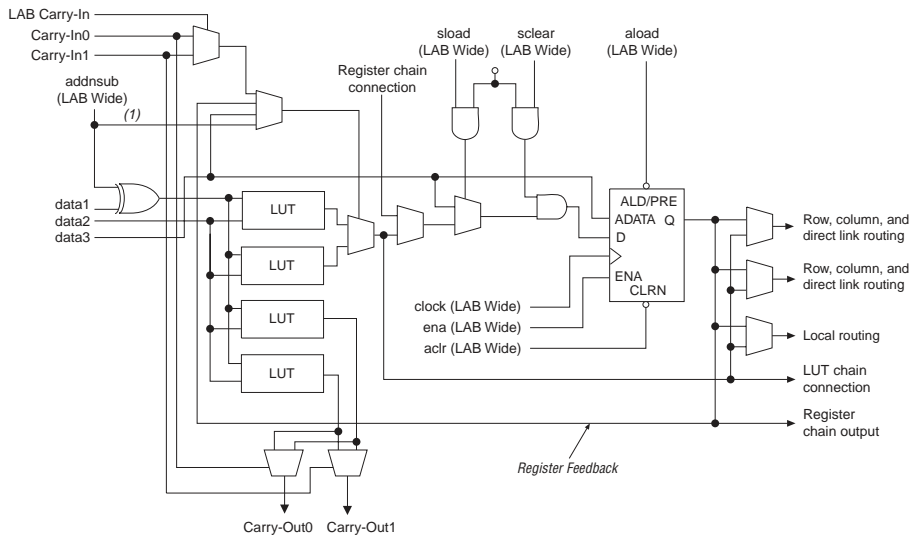 LAB Carry-In
Carry-In0
Carry-In1
addnsub
(LAB Wide)
(1)
data1
data2
data3
LUT
LUT
LUT
LUT
Register chain
connection
sload
(LAB Wide)
sclear
(LAB Wide)
aload
(LAB Wide)
ALD/PRE
ADATA Q
D
ENA
CLRN
clock (LAB Wide)
ena (LAB Wide)
aclr (LAB Wide)
Row, column, and
direct link routing
Row, column, and
direct link routing
Local routing
LUT chain
connection
Register
chain output
Register Feedback
Carry-Out0
Carry-Out1